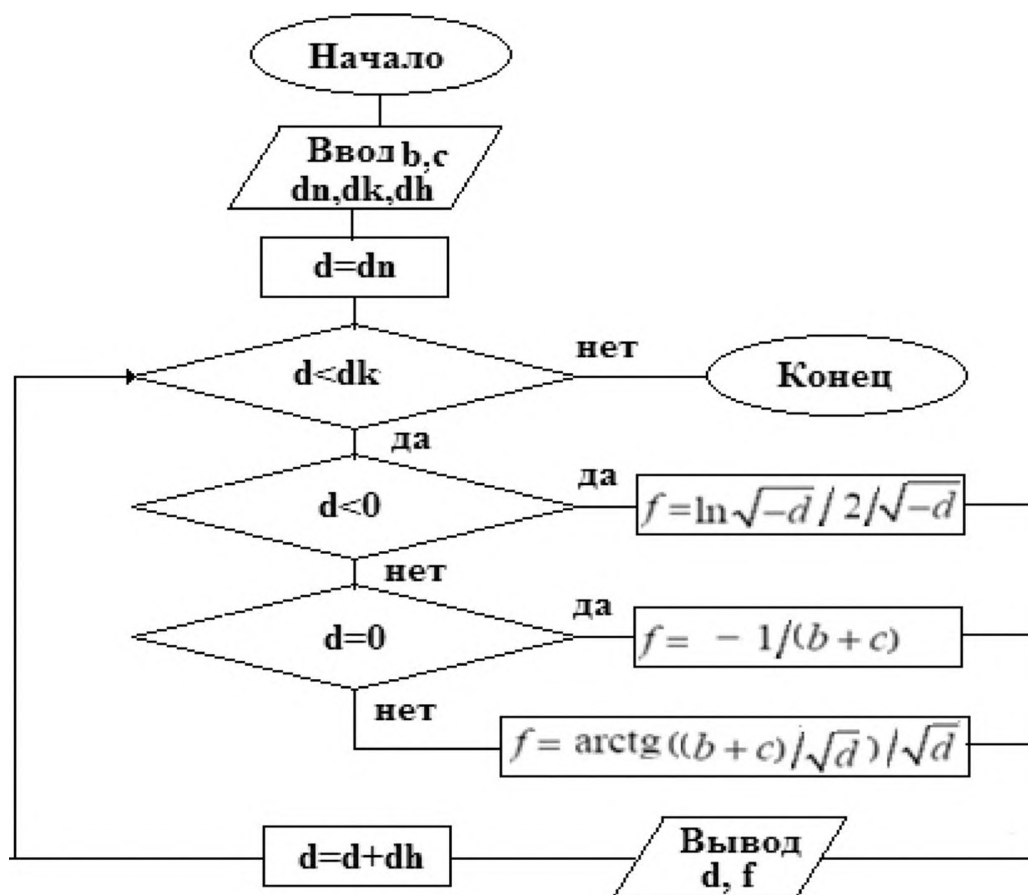 Начало
Ввод b,c
dn,dk,dh
d=dn
d<dk
нет
Конец
да
d<0
да
f=ln√-d / 2/√-d
нет
d=0
да
f= - 1/(b+c)
нет
f= arctg((b+c)/√d)/√d
d=d+dh
Вывод
d, f